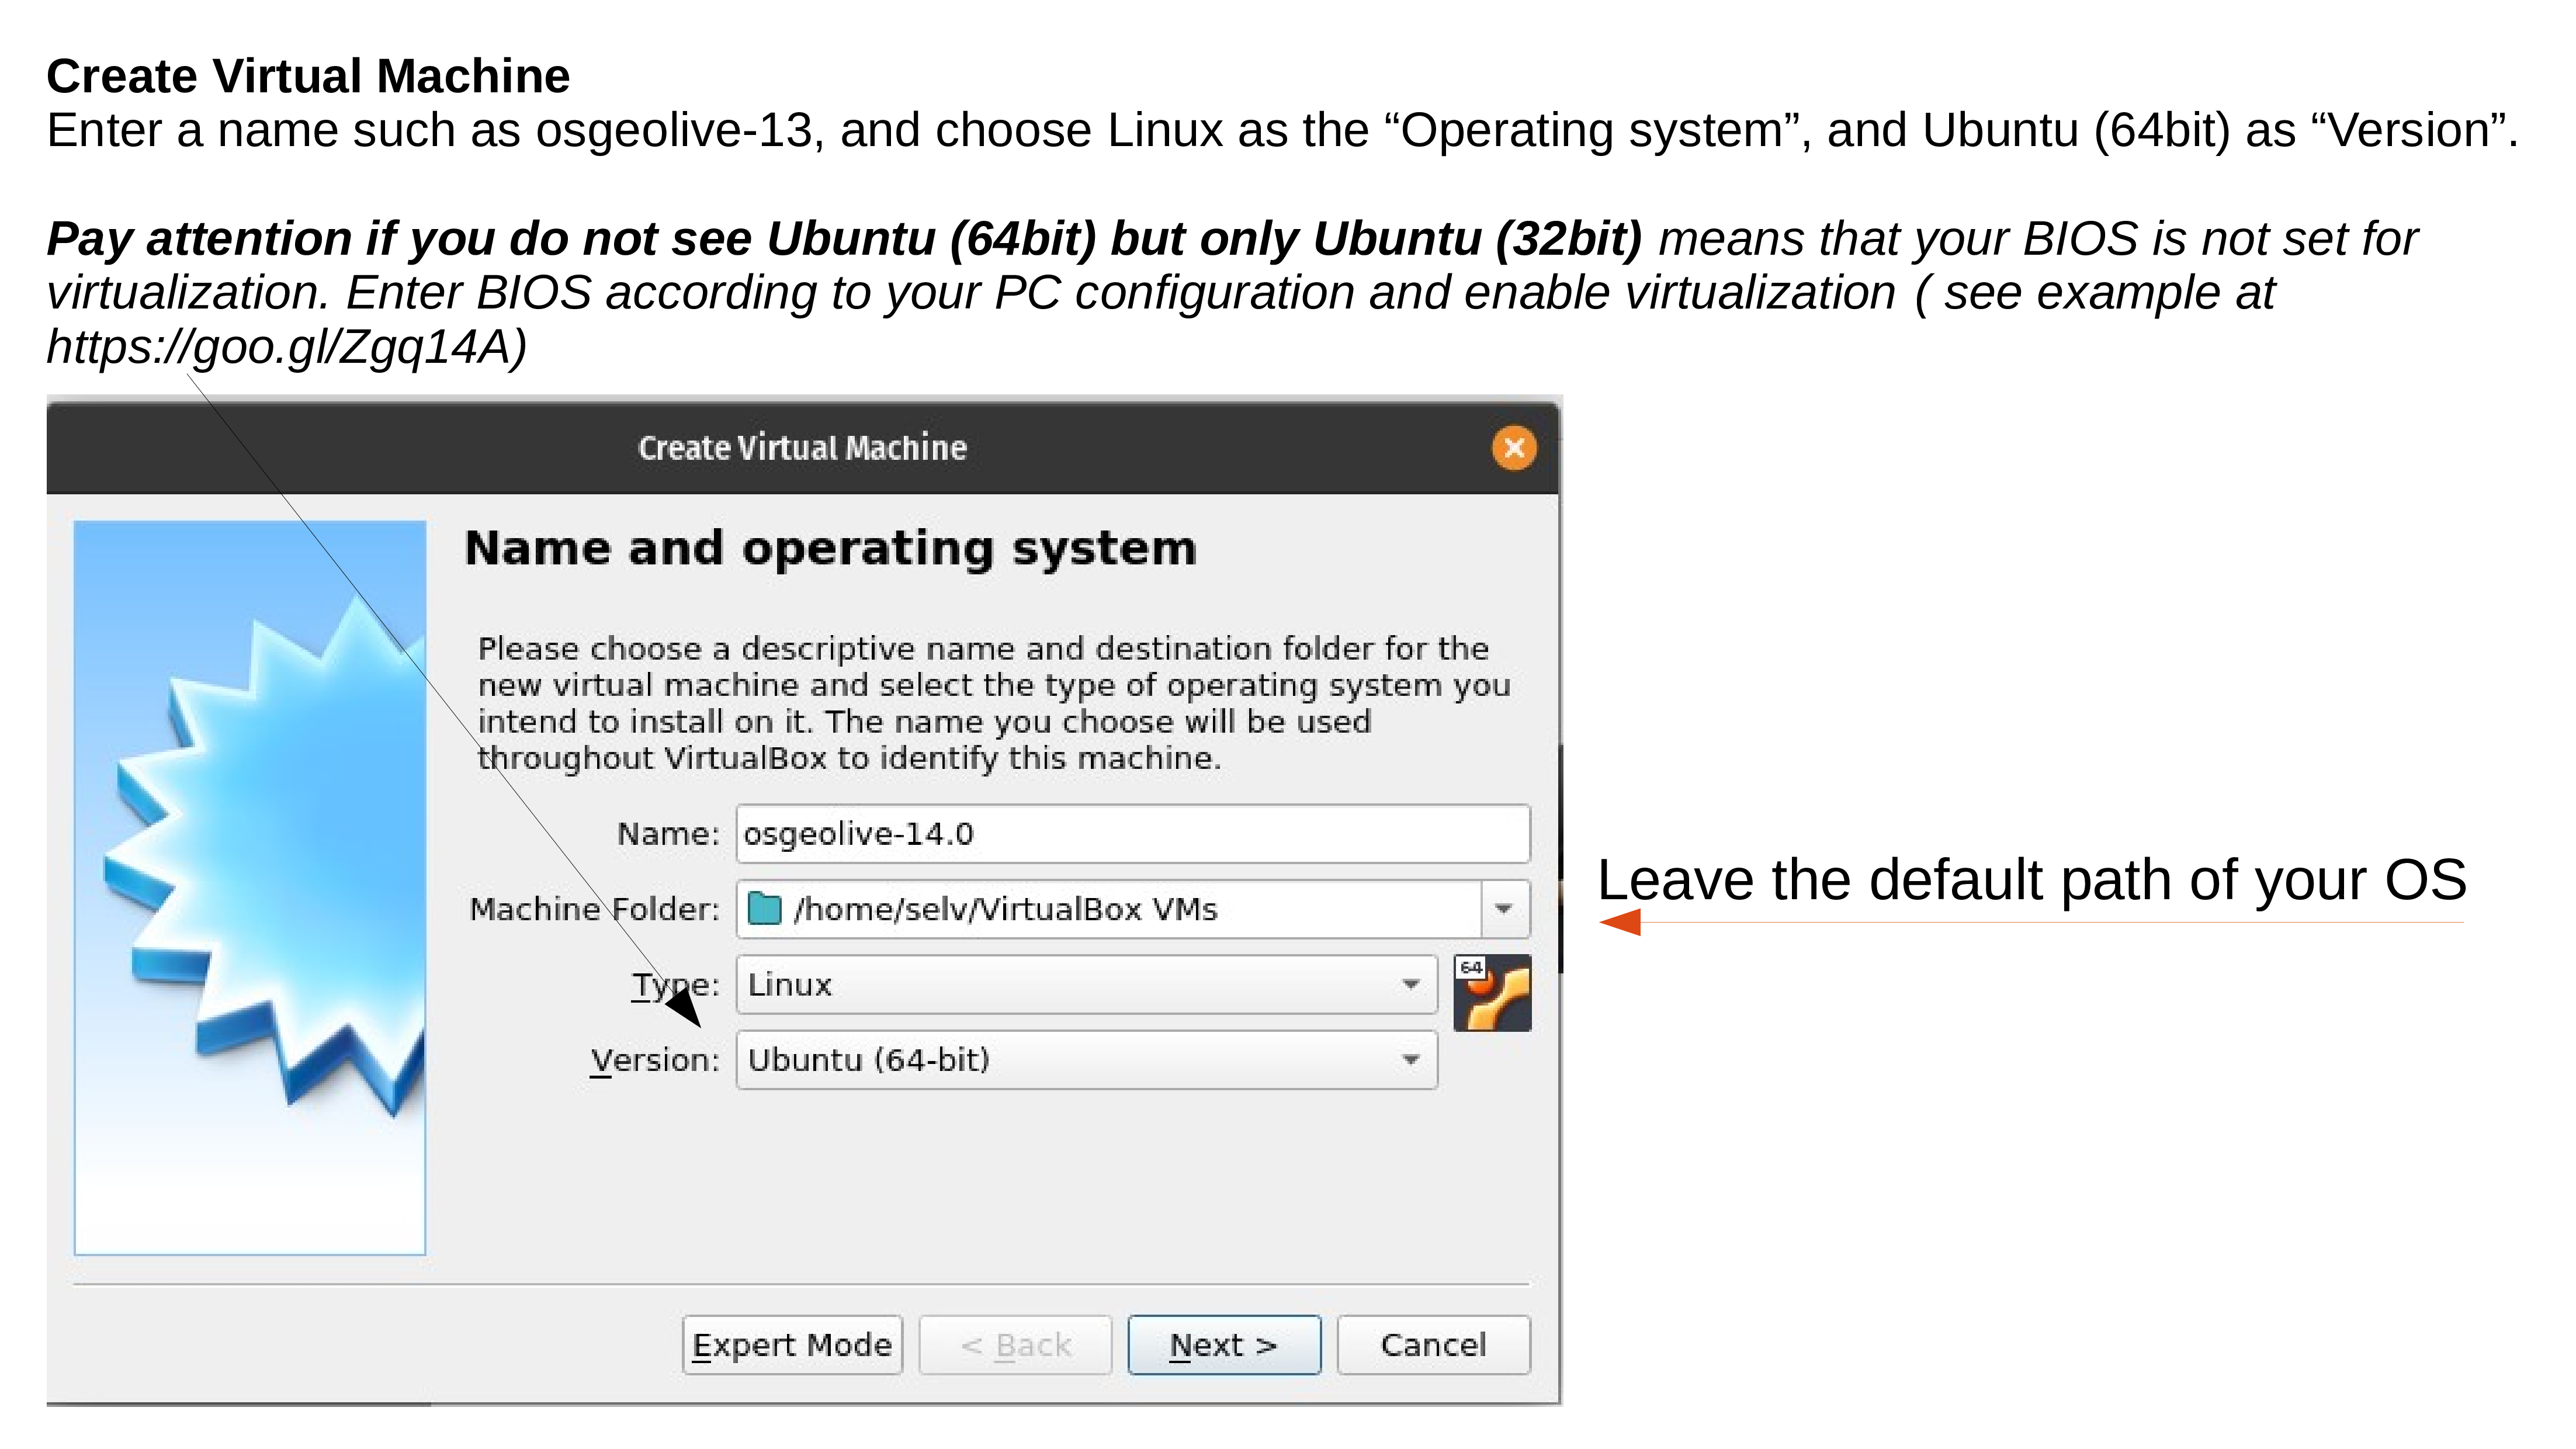 Create Virtual Machine
Enter a name such as osgeolive-13, and choose Linux as the “Operating system”, and Ubuntu (64bit) as “Version”.
Pay attention if you do not see Ubuntu (64bit) but only Ubuntu (32bit) means that your BIOS is not set for
virtualization. Enter BIOS according to your PC configuration and enable virtualization ( see example at
https://goo.gl/Zgq14A)
Create Virtual Machine
Name and operating system
Please choose a descriptive name and destination folder for the
new virtual machine and select the type of operating system you
intend to install on it. The name you choose will be used
throughout VirtualBox to identify this machine.
Name: osgeolive-14.0
Machine Folder: /home/selv/VirtualBox VMs
Leave the default path of your OS
Type: Linux
64
Version: Ubuntu (64-bit)
Expert Mode < Back Next > Cancel